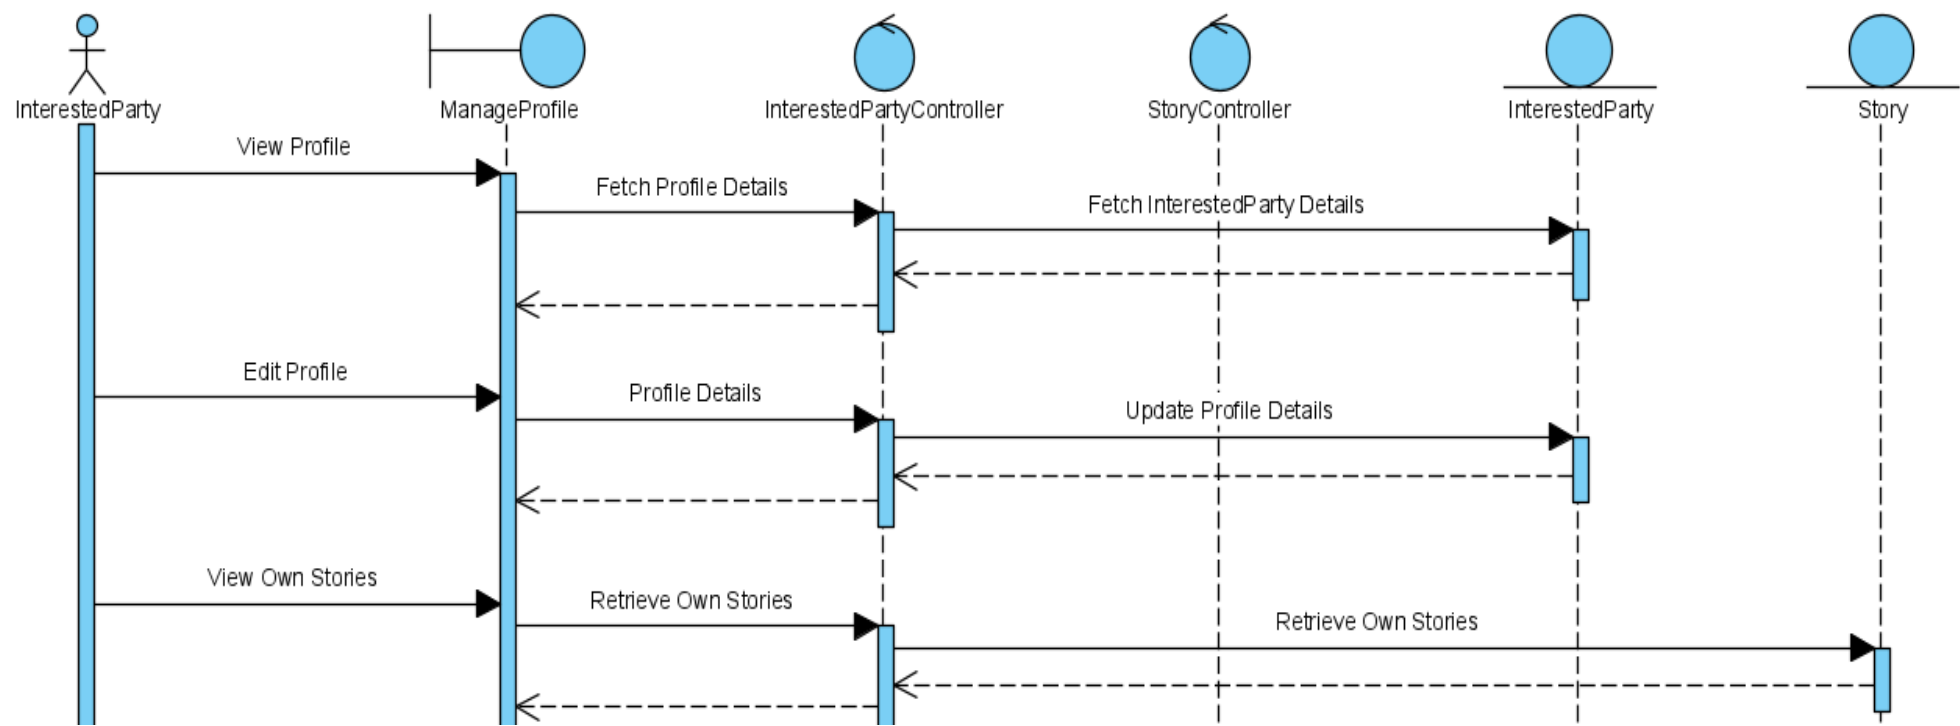 InterestedParty
ManageProfile
InterestedPartyController
StoryController
InterestedParty
Story
View Profile
Fetch Profile Details
Fetch InterestedParty Details
Edit Profile
Profile Details
Update Profile Details
View Own Stories
Retrieve Own Stories
Retrieve Own Stories